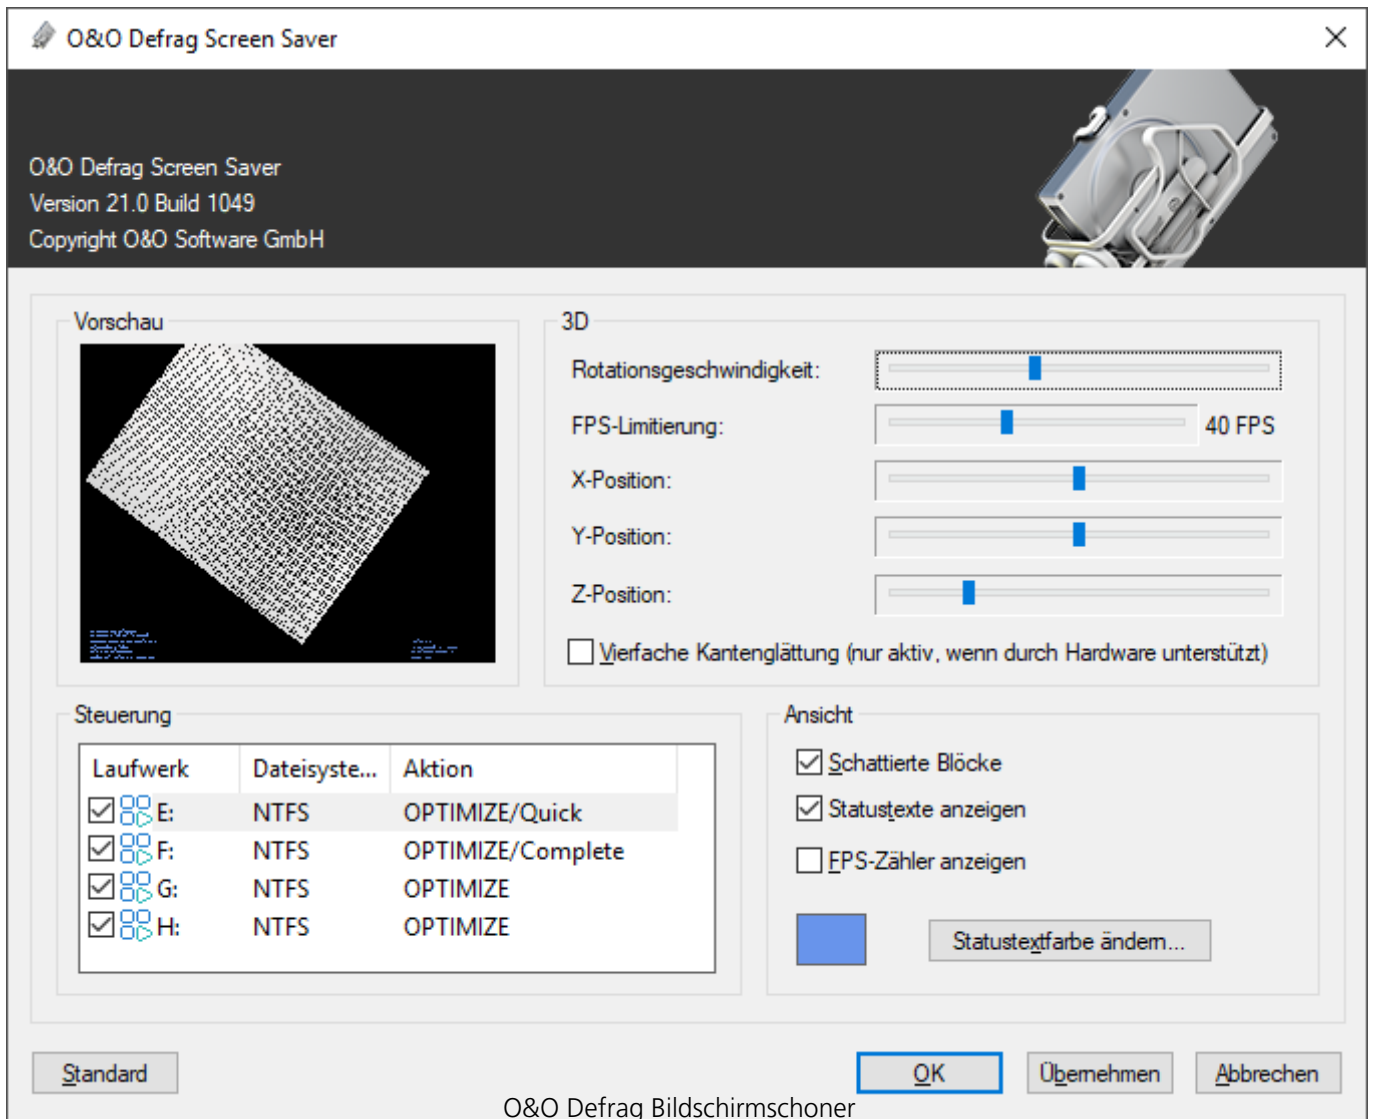 O&O Defrag Screen Saver
O&O Defrag Screen Saver
Version 21.0 Build 1049
Copyright O&O Software GmbH
Vorschau
3D
Rotationsgeschwindigkeit:
FPS-Limitierung:
40 FPS
X-Position:
Y-Position:
Z-Position:
Vierfache Kantenglättung (nur aktiv, wenn durch Hardware unterstützt)
Steuerung
Laufwerk Dateisyste... Aktion
E: NTFS OPTIMIZE/Quick
F: NTFS OPTIMIZE/Complete
G: NTFS OPTIMIZE
H: NTFS OPTIMIZE
Ansicht
Schattierte Blöcke
Statustexte anzeigen
FPS-Zähler anzeigen
Statustextfarbe ändern...
Standard
OK
Übernehmen
Abbrechen
O&O Defrag Bildschirmschoner